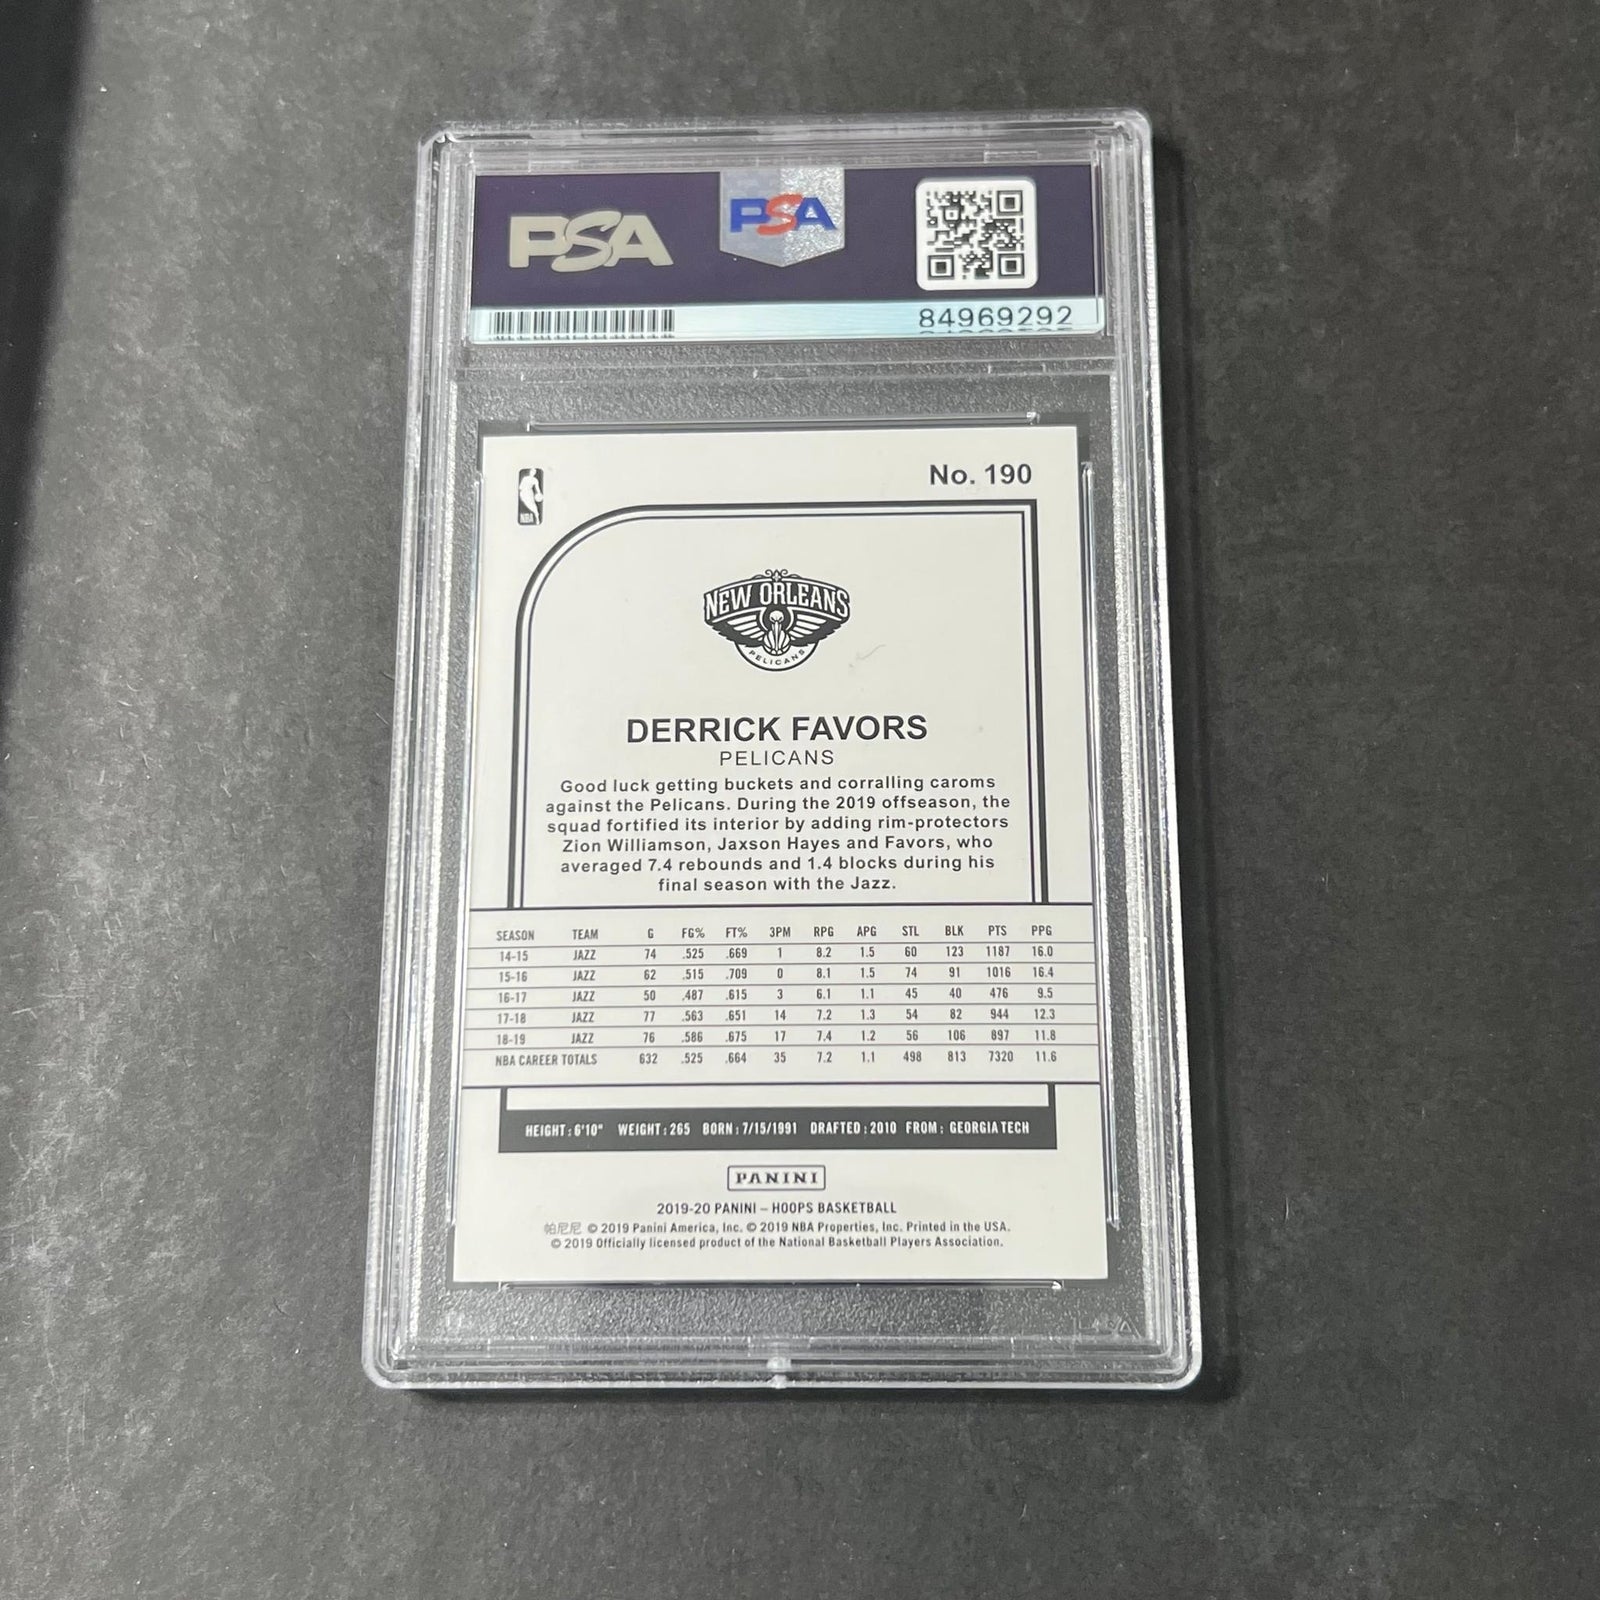 PSA
PSA
84969292
No. 190
NBA
NEW ORLEANS
PELICANS
DERRICK FAVORS
PELICANS
Good luck getting buckets and corralling caroms
against the Pelicans. During the 2019 offseason, the
squad fortified its interior by adding rim-protectors
Zion Williamson, Jaxson Hayes and Favors, who
averaged 7.4 rebounds and 1.4 blocks during his
final season with the Jazz.
SEASON TEAM G FG% FT% 3PM RPG APG STL BLK PTS PPG
14-15 JAZZ 74 .525 .669 1 8.2 1.5 60 123 1187 16.0
15-16 JAZZ 62 .515 .709 0 8.1 1.5 74 91 1016 16.4
16-17 JAZZ 50 .487 .615 3 6.1 1.1 45 40 476 9.5
17-18 JAZZ 77 .563 .651 14 7.2 1.3 54 82 944 12.3
18-19 JAZZ 76 .586 .675 17 7.4 1.2 56 106 897 11.8
NBA CAREER TOTALS 632 .525 .664 35 7.2 1.1 498 813 7320 11.6
HEIGHT: 6'10" WEIGHT: 265 BORN: 7/15/1991 DRAFTED: 2010 FROM: GEORGIA TECH
PANINI
2019-20 PANINI – HOOPS BASKETBALL
帕尼尼 © 2019 Panini America, Inc. © 2019 NBA Properties, Inc. Printed in the USA.
© 2019 Officially licensed product of the National Basketball Players Association.